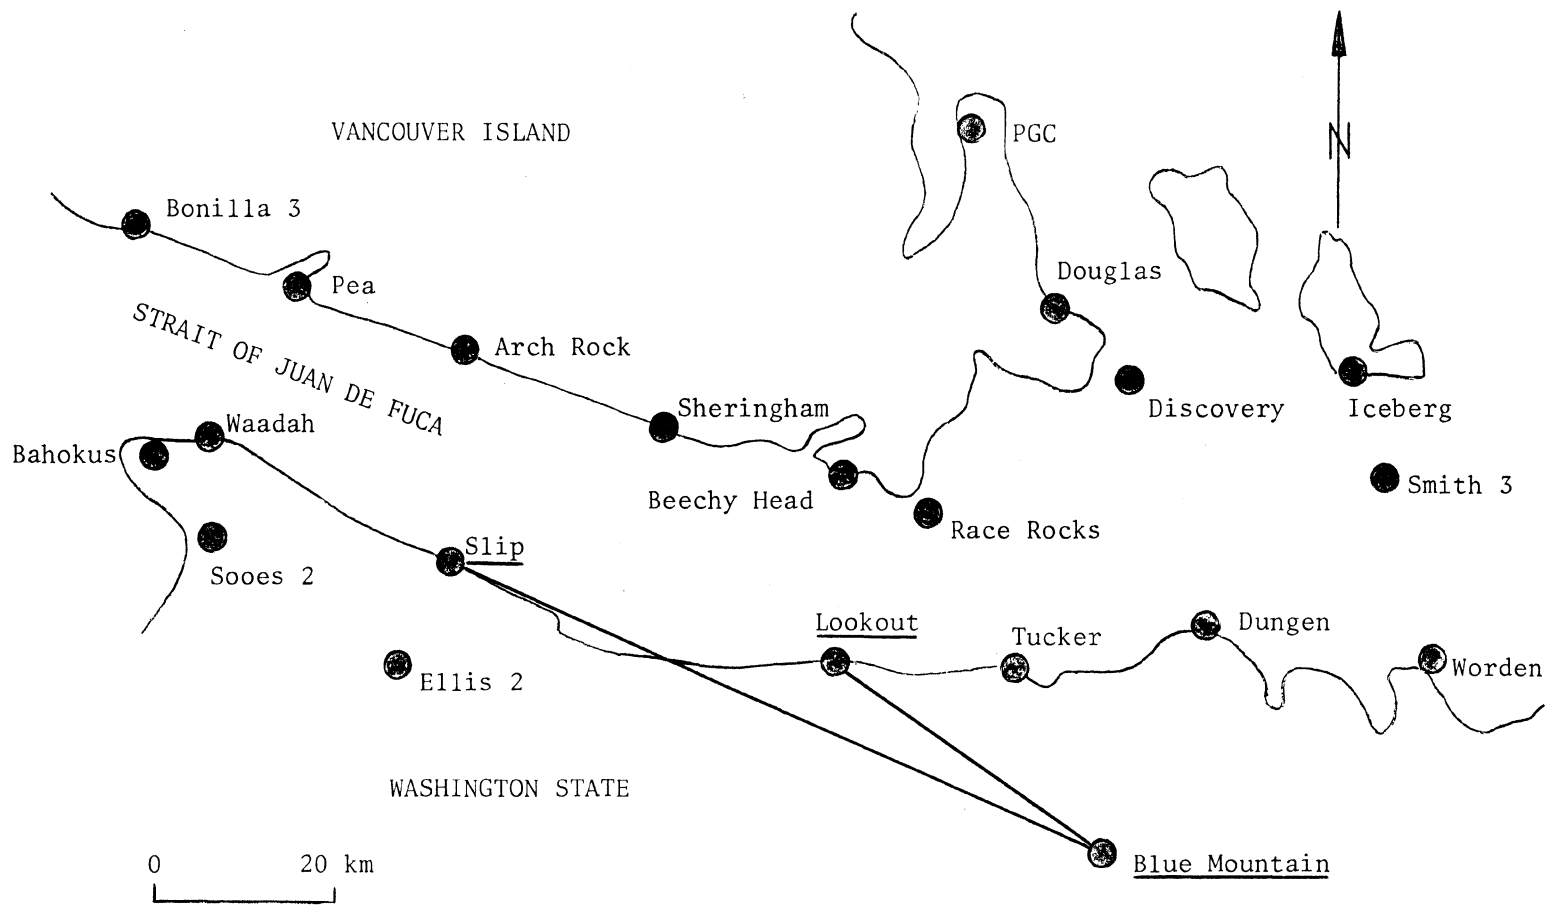 VANCOUVER ISLAND
PGC
N
Bonilla 3
Pea
Douglas
STRAIT OF JUAN DE FUCA
Arch Rock
Sheringham
Discovery
Iceberg
Waadah
Bahokus
Beechy Head
Smith 3
Race Rocks
Slip
Sooes 2
Lookout
Tucker
Dungen
Ellis 2
Worden
WASHINGTON STATE
0 20 km
Blue Mountain